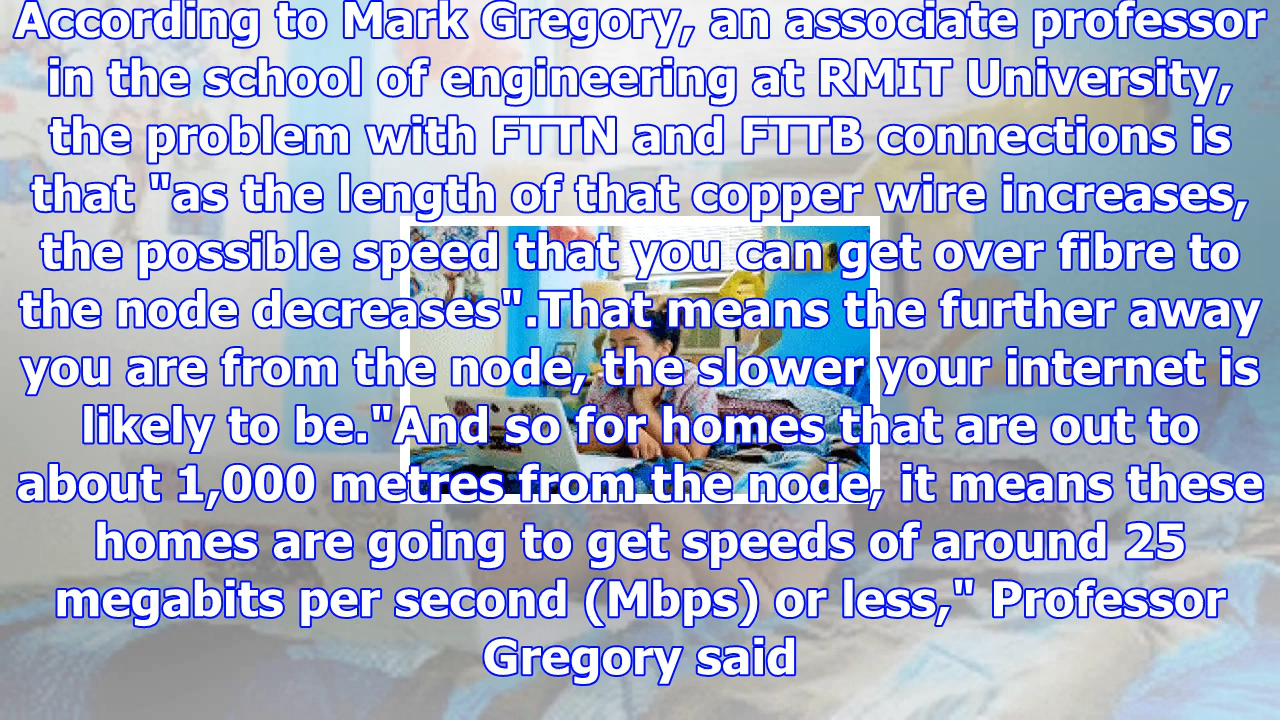 According to Mark Gregory, an associate professor
in the school of engineering at RMIT University,
the problem with FTTN and FTTB connections is
that "as the length of that copper wire increases,
the possible speed that you can get over fibre to
the node decreases".That means the further away
you are from the node, the slower your internet is
likely to be."And so for homes that are out to
about 1,000 metres from the node, it means these
homes are going to get speeds of around 25
megabits per second (Mbps) or less," Professor
Gregory said